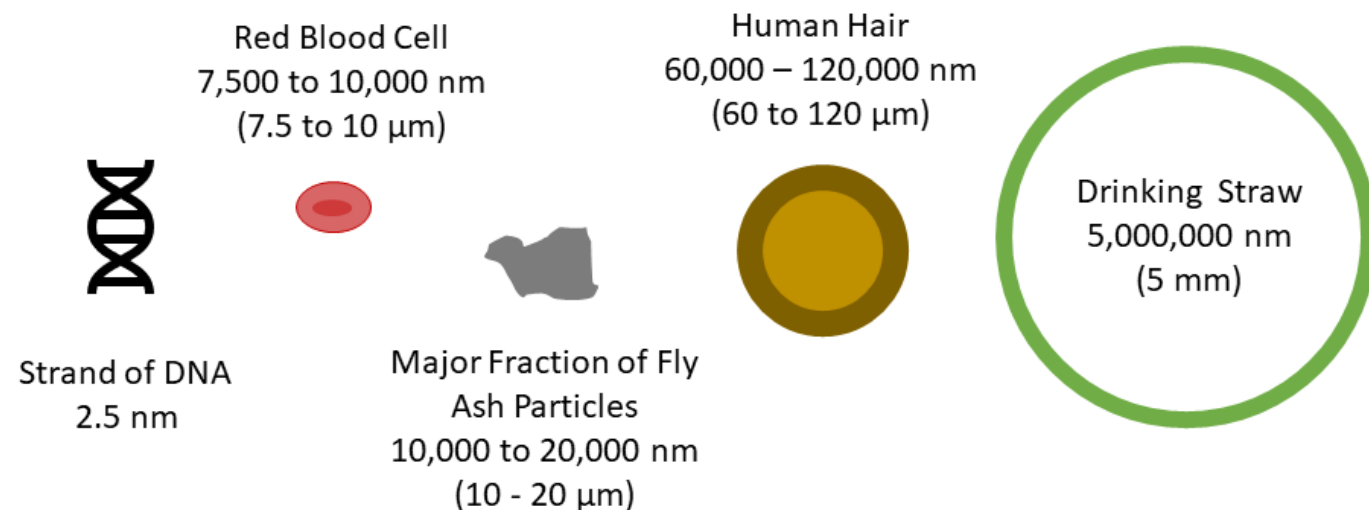 Strand of DNA
2.5 nm
Red Blood Cell
7,500 to 10,000 nm
(7.5 to 10 µm)
Major Fraction of Fly
Ash Particles
10,000 to 20,000 nm
(10 - 20 µm)
Human Hair
60,000 – 120,000 nm
(60 to 120 µm)
Drinking Straw
5,000,000 nm
(5 mm)